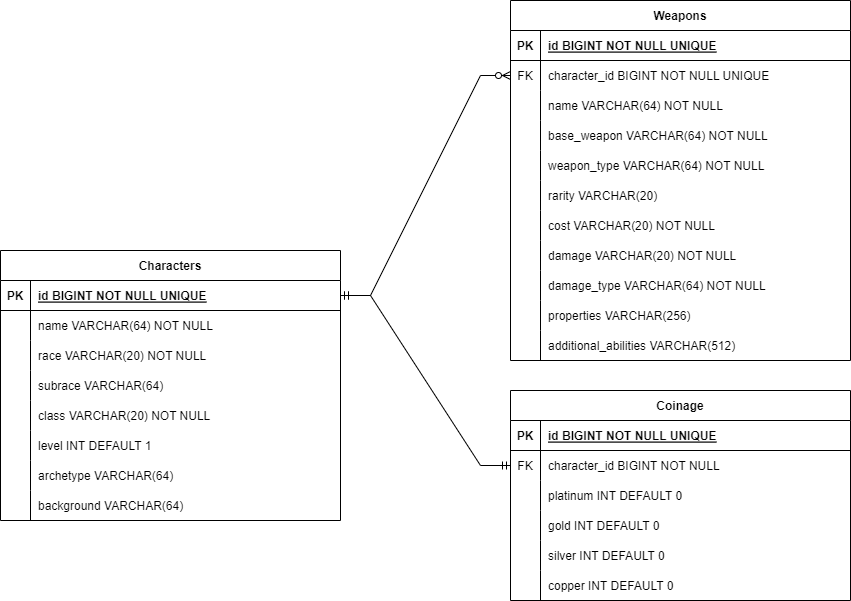 Weapons
PK id BIGINT NOT NULL UNIQUE
FK character_id BIGINT NOT NULL UNIQUE
name VARCHAR(64) NOT NULL
base_weapon VARCHAR(64) NOT NULL
weapon_type VARCHAR(64) NOT NULL
rarity VARCHAR(20)
cost VARCHAR(20) NOT NULL
damage VARCHAR(20) NOT NULL
damage_type VARCHAR(64) NOT NULL
properties VARCHAR(256)
additional_abilities VARCHAR(512)
Characters
PK id BIGINT NOT NULL UNIQUE
name VARCHAR(64) NOT NULL
race VARCHAR(20) NOT NULL
subrace VARCHAR(64)
class VARCHAR(20) NOT NULL
level INT DEFAULT 1
archetype VARCHAR(64)
background VARCHAR(64)
Coinage
PK id BIGINT NOT NULL UNIQUE
FK character_id BIGINT NOT NULL
platinum INT DEFAULT 0
gold INT DEFAULT 0
silver INT DEFAULT 0
copper INT DEFAULT 0